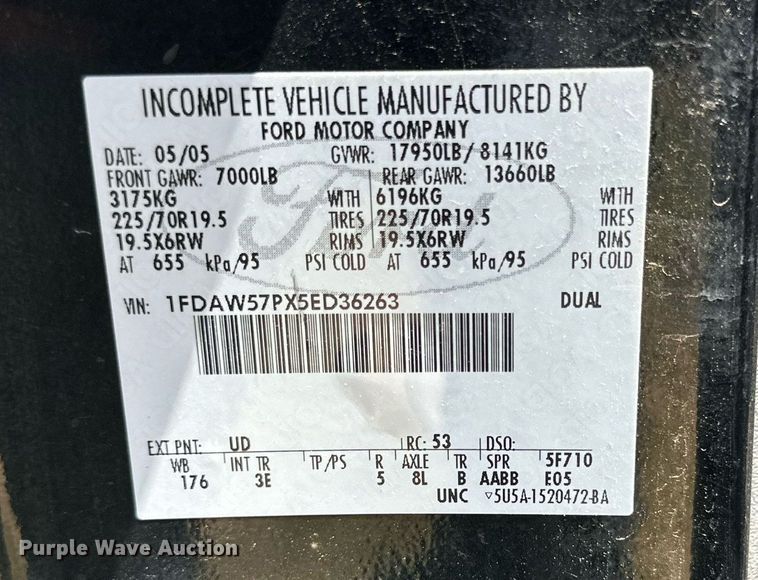 INCOMPLETE VEHICLE MANUFACTURED BY
FORD MOTOR COMPANY
DATE: 05/05 GVWR: 17950LB/ 8141KG
FRONT GAWR: 7000LB REAR GAWR: 13660LB
3175KG WITH 6196KG WITH
225/70R19.5 TIRES 225/70R19.5 TIRES
19.5X6RW RIMS 19.5X6RW RIMS
AT 655 kPa/95 PSI COLD AT 655 kPa/95 PSI COLD
VIN: 1FDAW57PX5ED36263 DUAL
EXT PNT: UD RC: 53 DSO:
WB INT TR TP/PS R AXLE TR SPR 5F710
176 3E 5 8L B AABB E05
UNC ▽5U5A-1520472-BA
Ford
Purple Wave Auction